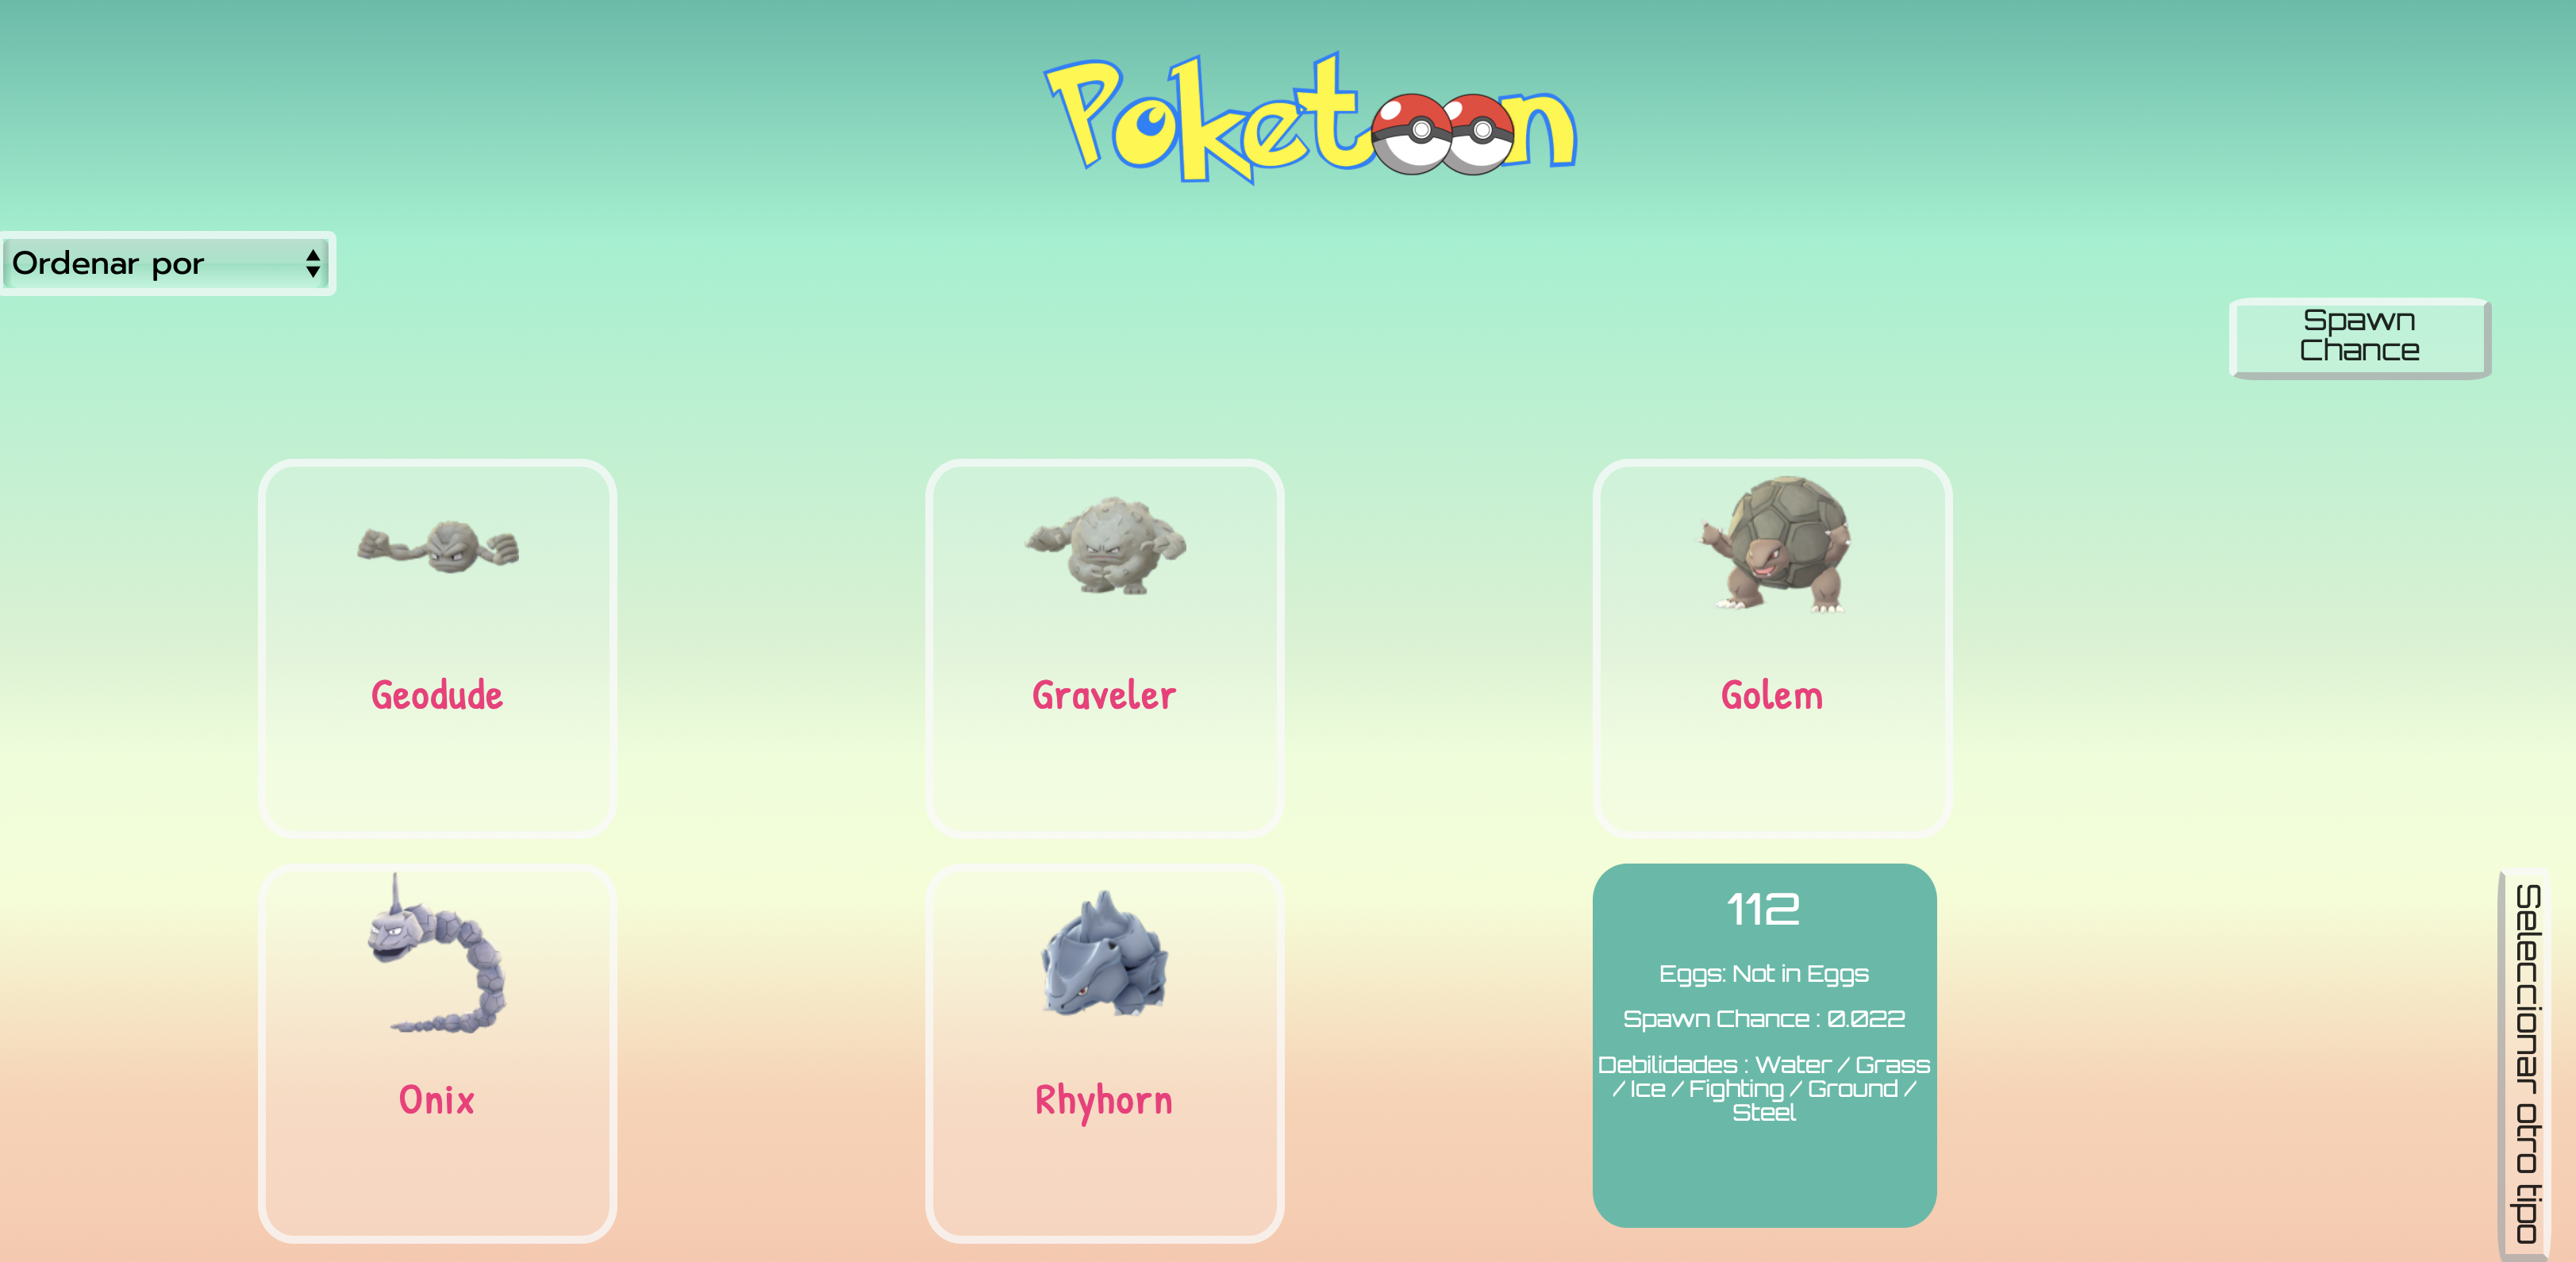 Poketoon
Ordenar por
Spawn
Chance
Geodude
Graveler
Golem
Onix
Rhyhorn
112
Eggs: Not in Eggs
Spawn Chance : 0.022
Debilidades : Water / Grass
/ Ice / Fighting / Ground /
Steel
Seleccionar otro tipo